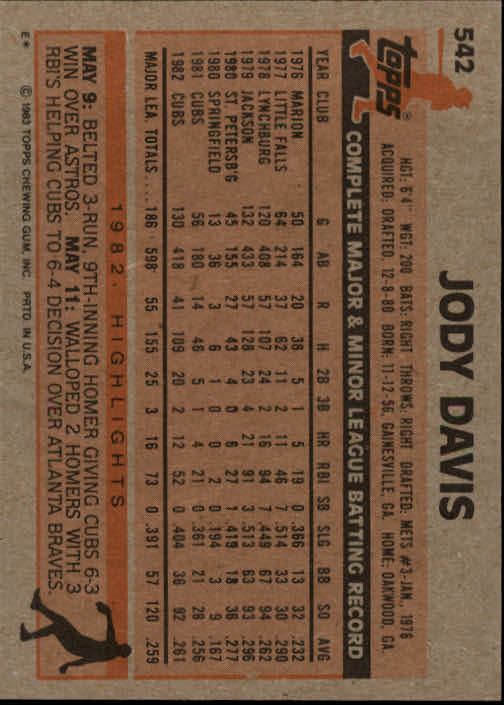 542
JODY DAVIS
topps®
HGT: 6'4" WGT: 200 BATS: RIGHT THROWS: RIGHT DRAFTED: METS #3-JAN., 1976
ACQUIRED: DRAFTED, 12-8-80 BORN: 11-12-56, GAINESVILLE, GA. HOME: OAKWOOD, GA.
COMPLETE MAJOR & MINOR LEAGUE BATTING RECORD
YEAR CLUB G AB R H 2B 3B HR RBI SB SLG BB SO AVG
1976 MARION 50 164 20 38 5 1 5 19 0 .366 13 32 .232
1977 LITTLE FALLS 64 214 37 62 11 2 11 46 7 .514 33 30 .290
1978 LYNCHBURG 120 408 57 107 24 2 16 94 7 .449 67 94 .262
1979 JACKSON 132 433 57 128 23 4 21 91 3 .513 63 93 .296
1980 ST. PETERSB'G 45 155 27 43 4 0 6 27 1 .419 18 36 .277
1980 SPRINGFIELD 13 36 3 6 1 0 0 2 0 .194 3 9 .167
1981 CUBS 56 180 14 46 5 1 4 21 0 .361 21 28 .256
1982 CUBS 130 418 41 109 20 2 12 52 0 .404 36 92 .261
MAJOR LEA. TOTALS... 186 598 55 155 25 3 16 73 0 .391 57 120 .259
1982 HIGHLIGHTS
MAY 9: BELTED 3-RUN, 9TH-INNING HOMER GIVING CUBS 6-3
WIN OVER ASTROS. MAY 11: WALLOPED 2 HOMERS WITH 3
RBI'S HELPING CUBS TO 6-4 DECISION OVER ATLANTA BRAVES.
E* © 1983 TOPPS CHEWING GUM, INC. PRTD IN U.S.A.